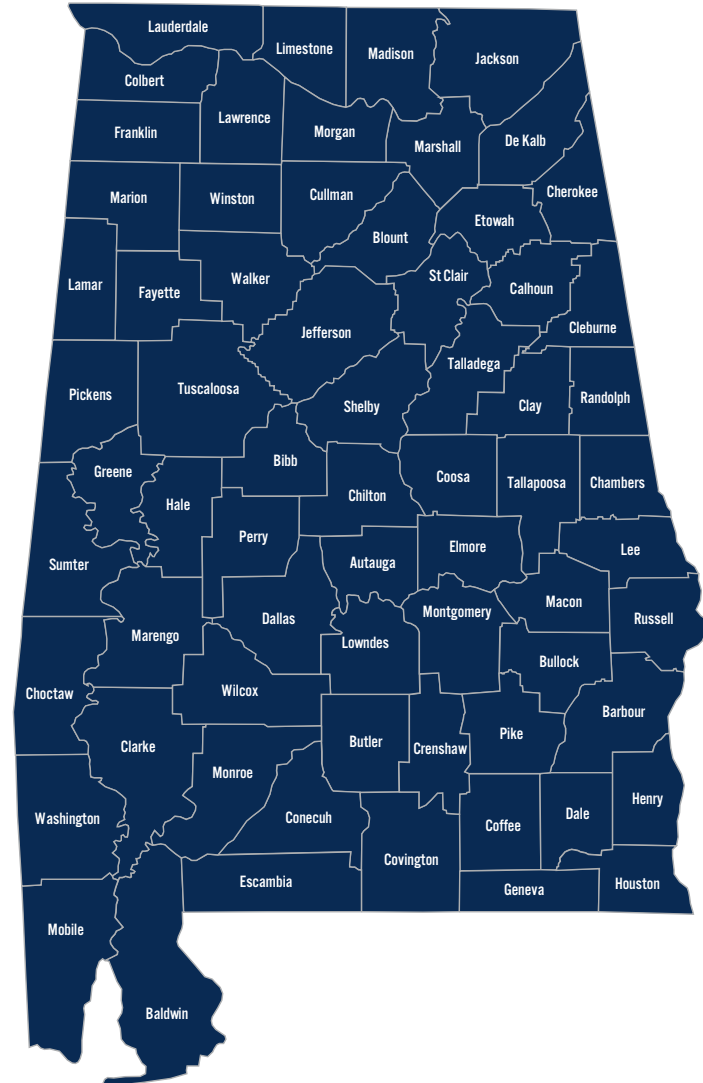 Lauderdale
Limestone
Madison
Jackson
Colbert
Lawrence
Franklin
Morgan
Marshall
De Kalb
Cherokee
Marion
Winston
Cullman
Blount
Etowah
Lamar
Fayette
Walker
St Clair
Calhoun
Cleburne
Jefferson
Talladega
Pickens
Tuscaloosa
Shelby
Clay
Randolph
Greene
Bibb
Hale
Chilton
Coosa
Tallapoosa
Chambers
Perry
Autauga
Elmore
Lee
Sumter
Marengo
Dallas
Lowndes
Montgomery
Macon
Russell
Choctaw
Wilcox
Bullock
Barbour
Clarke
Monroe
Butler
Crenshaw
Pike
Washington
Conecuh
Coffee
Dale
Henry
Escambia
Covington
Geneva
Houston
Mobile
Baldwin